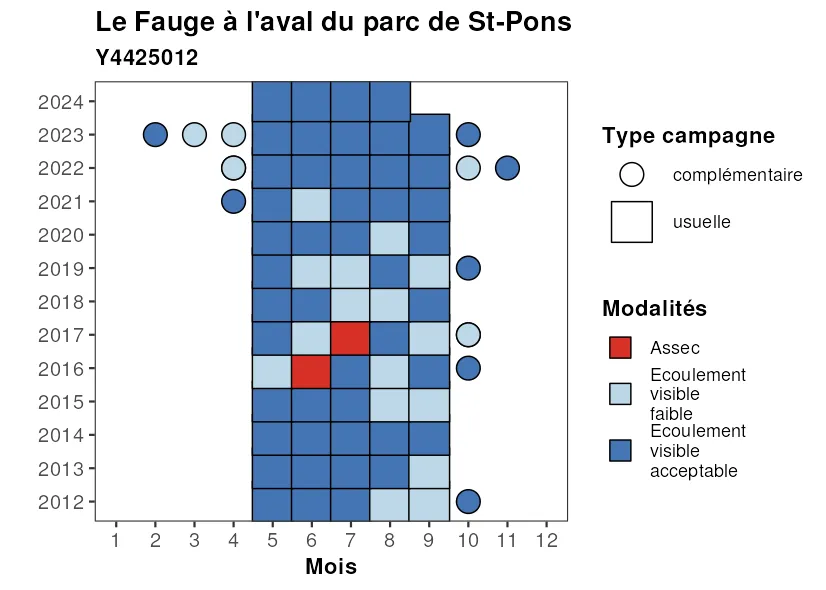 Le Fauge à l'aval du parc de St-Pons
Y4425012
2024
2023
2022
2021
2020
2019
2018
2017
2016
2015
2014
2013
2012
1 2 3 4 5 6 7 8 9 10 11 12
Mois
Type campagne
complémentaire
usuelle
Modalités
Assec
Ecoulement
visible
faible
Ecoulement
visible
acceptable